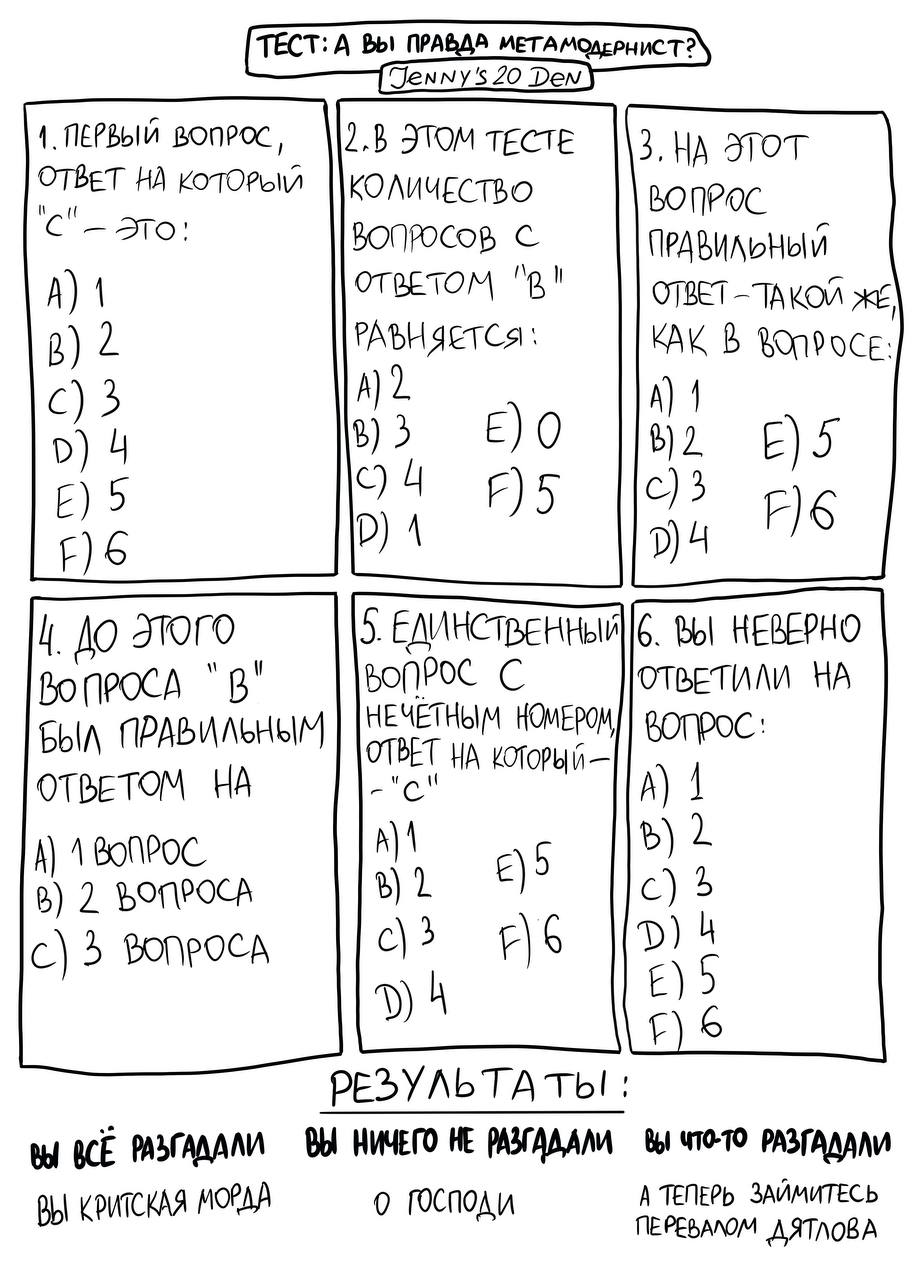 ТЕСТ: А ВЫ ПРАВДА МЕТАМОДЕРНИСТ?
JENNY'S 20 DEN
1. ПЕРВЫЙ ВОПРОС,
ОТВЕТ НА КОТОРЫЙ
"С" – ЭТО:
A) 1
B) 2
C) 3
D) 4
E) 5
F) 6
2. В ЭТОМ ТЕСТЕ
КОЛИЧЕСТВО
ВОПРОСОВ С
ОТВЕТОМ "В"
РАВНЯЕТСЯ:
A) 2
B) 3
C) 4
D) 1
E) 0
F) 5
3. НА ЭТОТ
ВОПРОС
ПРАВИЛЬНЫЙ
ОТВЕТ – ТАКОЙ ЖЕ,
КАК В ВОПРОСЕ:
A) 1
B) 2
C) 3
D) 4
E) 5
F) 6
4. ДО ЭТОГО
ВОПРОСА "В"
БЫЛ ПРАВИЛЬНЫМ
ОТВЕТОМ НА
A) 1 ВОПРОС
B) 2 ВОПРОСА
C) 3 ВОПРОСА
5. ЕДИНСТВЕННЫЙ
ВОПРОС С
НЕЧЁТНЫМ НОМЕРОМ,
ОТВЕТ НА КОТОРЫЙ –
- "С"
A) 1
B) 2
C) 3
D) 4
E) 5
F) 6
6. ВЫ НЕВЕРНО
ОТВЕТИЛИ НА
ВОПРОС:
A) 1
B) 2
C) 3
D) 4
E) 5
F) 6
РЕЗУЛЬТАТЫ:
ВЫ ВСЁ РАЗГАДАЛИ
ВЫ КРИТСКАЯ МОРДА
ВЫ НИЧЕГО НЕ РАЗГАДАЛИ
О ГОСПОДИ
ВЫ ЧТО-ТО РАЗГАДАЛИ
А ТЕПЕРЬ ЗАЙМИТЕСЬ
ПЕРЕВАЛОМ ДЯТЛОВА